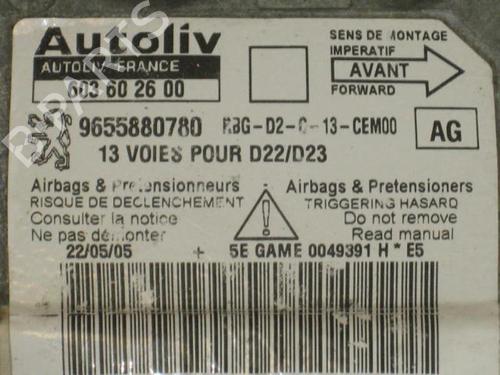 Autoliv
AUTOLIV FRANCE
603 60 26 00
SENS DE MONTAGE
IMPERATIF
AVANT
FORWARD
9655880780 RBG-D2-C-13-CEM00
AG
13 VOIES POUR D22/D23
Airbags & Pretensionneurs
RISQUE DE DECLENCHEMENT
Consulter la notice
Ne pas démonter
Airbags & Pretensioners
TRIGGERING HASARD
Do not remove
Read manual
22/05/05 + 5E GAME 0049391 H * E5
B-PARTS